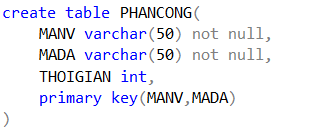 create table PHANCONG(
    MANV varchar(50) not null,
    MADA varchar(50) not null,
    THOIGIAN int,
    primary key(MANV,MADA)
)